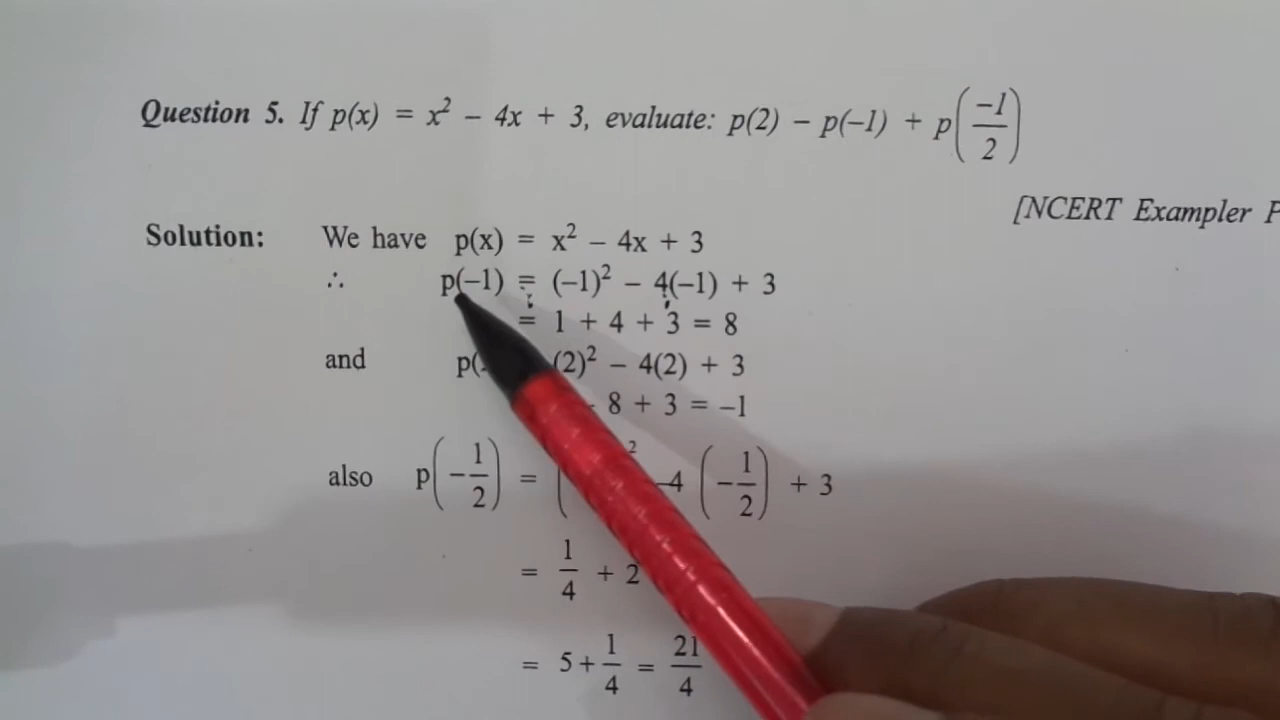 Question 5. If p(x) = x² − 4x + 3, evaluate: p(2) − p(−1) + p(−1/2)
[NCERT Exampler
Solution: We have p(x) = x² − 4x + 3
∴ p(−1) = (−1)² − 4(−1) + 3
= 1 + 4 + 3 = 8
and p( (2)² − 4(2) + 3
8 + 3 = −1
also p(−1/2) = ( ² −4 (−1/2) + 3
= 1/4 + 2
= 5 + 1/4 = 21/4